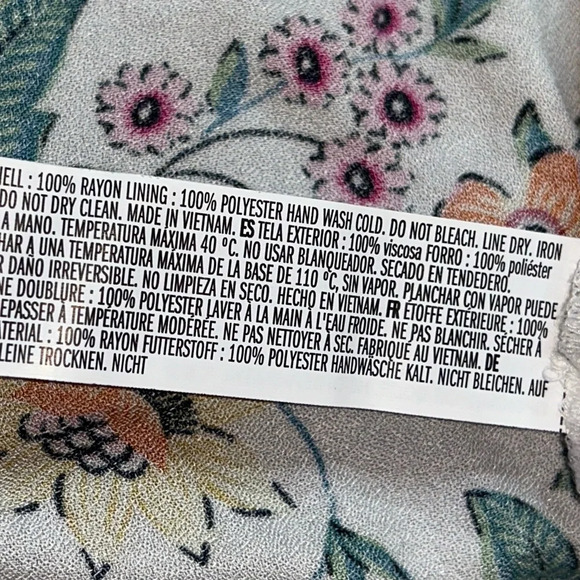 HELL : 100% RAYON LINING : 100% POLYESTER HAND WASH COLD. DO NOT BLEACH. LINE DRY. IRON
DO NOT DRY CLEAN. MADE IN VIETNAM. ES TELA EXTERIOR : 100% viscosa FORRO : 100% poliéster
A MANO. TEMPERATURA MÁXIMA 40 °C. NO USAR BLANQUEADOR. SECADO EN TENDEDERO.
HAR A UNA TEMPERATURA MÁXIMA DE LA BASE DE 110 °C, SIN VAPOR. PLANCHAR CON VAPOR PUEDE
R DAÑO IRREVERSIBLE. NO LIMPIEZA EN SECO. HECHO EN VIETNAM. FR ÉTOFFE EXTÉRIEURE : 100%
NE DOUBLURE : 100% POLYESTER LAVER À LA MAIN À L'EAU FROIDE. NE PAS BLANCHIR. SÉCHER À
EPASSER À TEMPÉRATURE MODÉRÉE. NE PAS NETTOYER À SEC. FABRIQUÉ AU VIETNAM. DE
ATERIAL : 100% RAYON FUTTERSTOFF : 100% POLYESTER HANDWÄSCHE KALT. NICHT BLEICHEN. AUF
LEINE TROCKNEN. NICHT